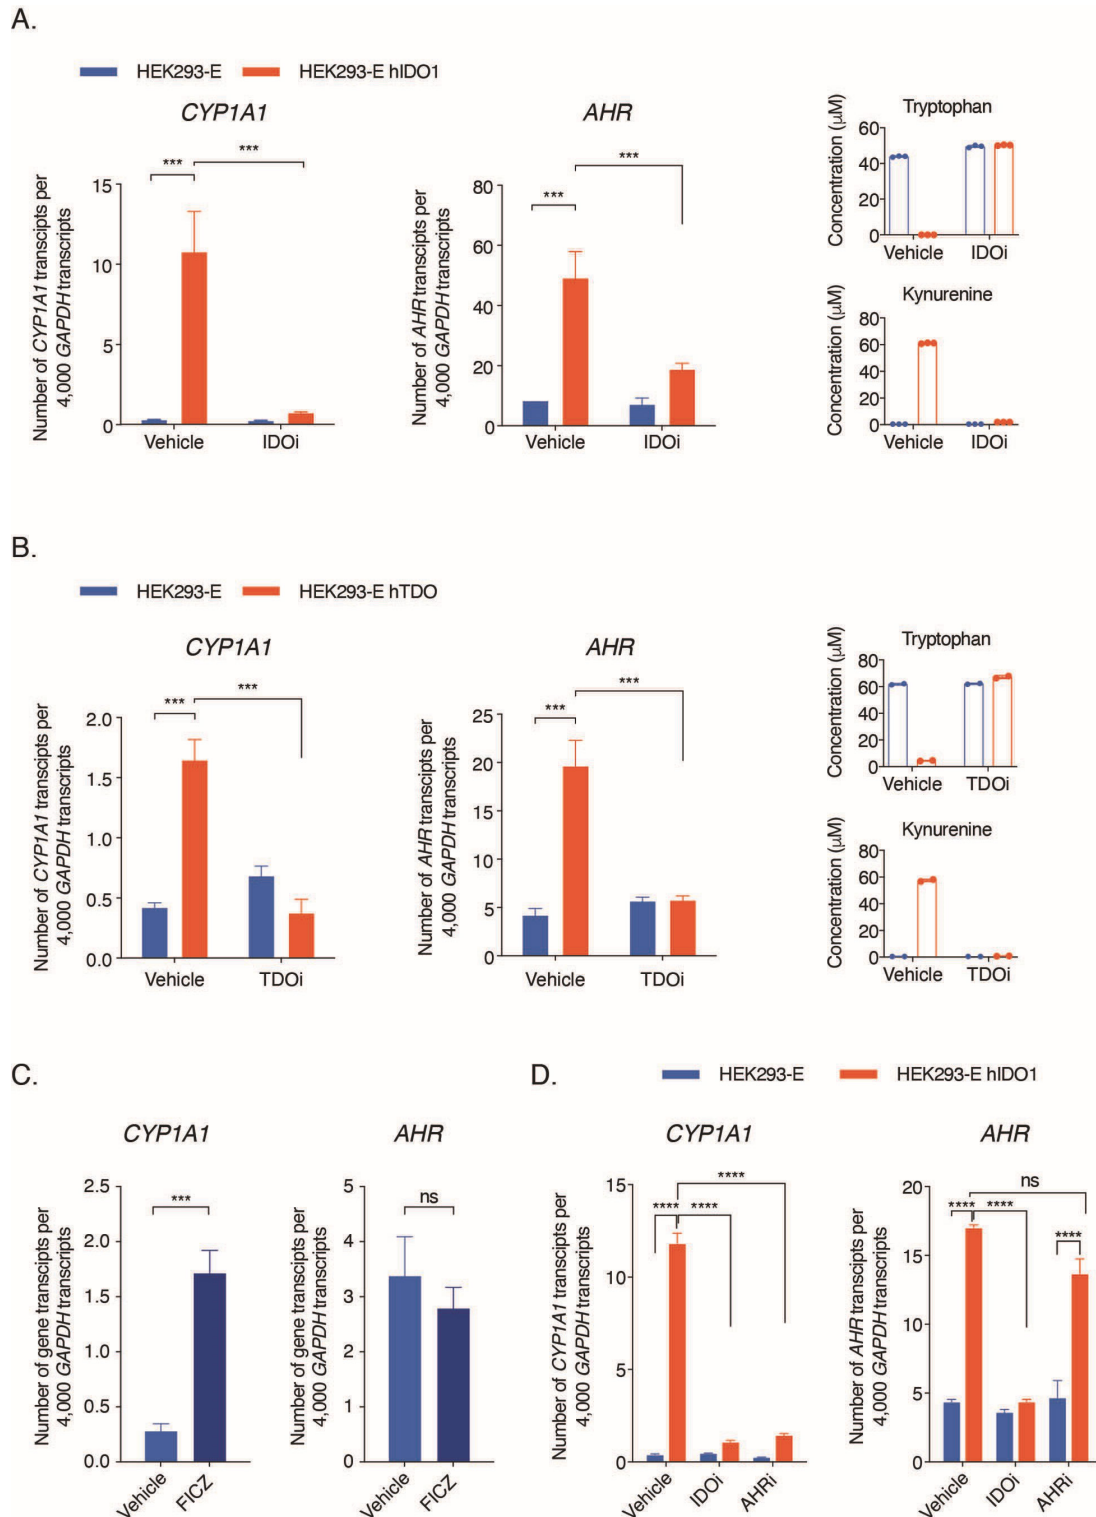 A.
HEK293-E HEK293-E hIDO1
CYP1A1
Number of CYP1A1 transcipts per
4,000 GAPDH transcripts
15
10
5
0
***
***
Vehicle IDOi
AHR
Number of AHR transcipts per
4,000 GAPDH transcripts
80
60
40
20
0
***
***
Vehicle IDOi
Tryptophan
Concentration (µM)
60
40
20
0
Vehicle IDOi
Kynurenine
Concentration (µM)
80
60
40
20
0
Vehicle IDOi
B.
HEK293-E HEK293-E hTDO
CYP1A1
Number of CYP1A1 transcipts per
4,000 GAPDH transcripts
2.0
1.5
1.0
0.5
0.0
***
***
Vehicle TDOi
AHR
Number of AHR transcipts per
4,000 GAPDH transcripts
25
20
15
10
5
0
***
***
Vehicle TDOi
Tryptophan
Concentration (µM)
80
60
60
20
0
Vehicle TDOi
Kynurenine
Concentration (µM)
80
60
40
20
0
Vehicle TDOi
C.
CYP1A1
Number of gene transcipts per
4,000 GAPDH transcripts
2.5
2.0
1.5
1.0
0.5
0.0
***
Vehicle FICZ
AHR
Number of gene transcipts per
4,000 GAPDH transcripts
5
4
3
2
1
0
ns
Vehicle FICZ
D.
HEK293-E HEK293-E hIDO1
CYP1A1
Number of CYP1A1 transcipts per
4,000 GAPDH transcripts
15
10
5
0
****
**** ****
Vehicle IDOi AHRi
AHR
Number of AHR transcipts per
4,000 GAPDH transcripts
20
15
10
5
0
ns
**** ****
****
Vehicle IDOi AHRi